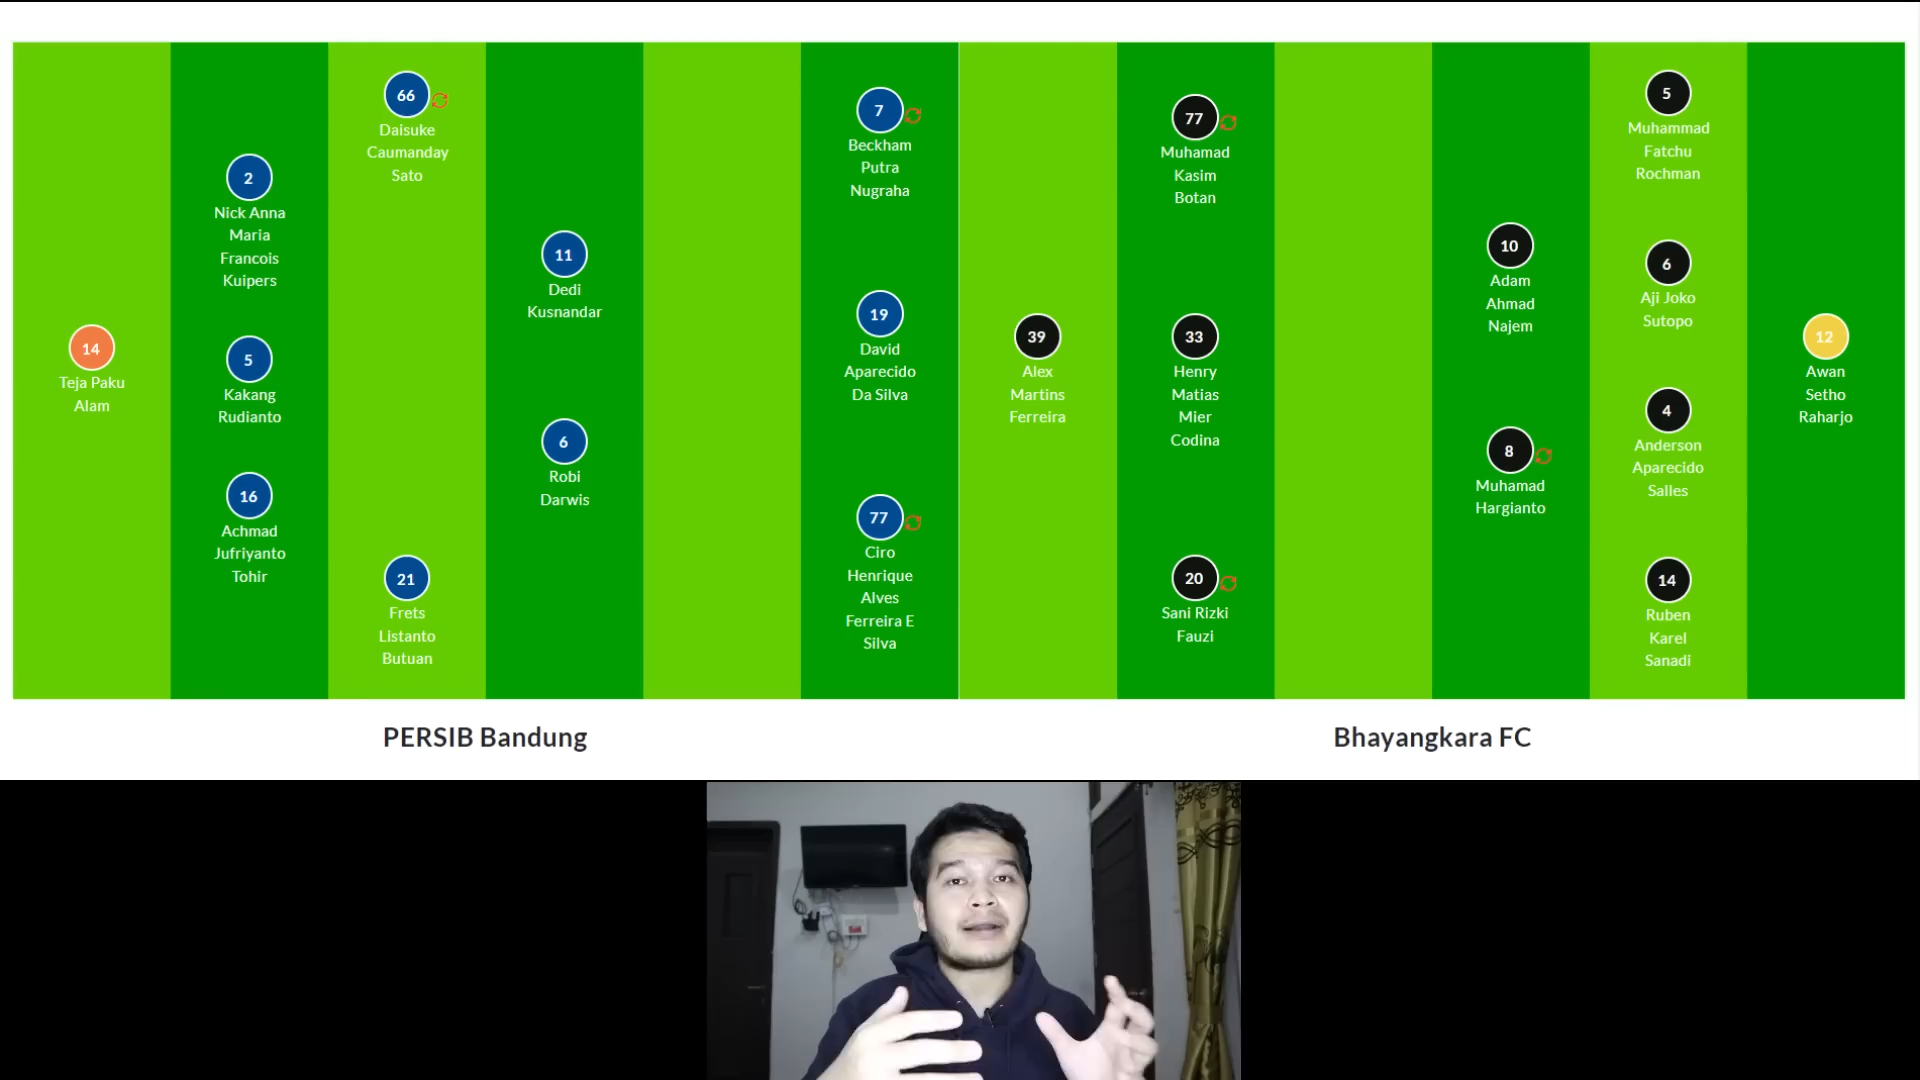 14
Teja Paku
Alam
2
Nick Anna
Maria
Francois
Kuipers
5
Kakang
Rudianto
16
Achmad
Jufriyanto
Tohir
66
Daisuke
Caumanday
Sato
21
Frets
Listanto
Butuan
11
Dedi
Kusnandar
6
Robi
Darwis
7
Beckham
Putra
Nugraha
19
David
Aparecido
Da Silva
77
Ciro
Henrique
Alves
Ferreira E
Silva
39
Alex
Martins
Ferreira
77
Muhamad
Kasim
Botan
33
Henry
Matias
Mier
Codina
20
Sani Rizki
Fauzi
10
Adam
Ahmad
Najem
8
Muhamad
Hargianto
5
Muhammad
Fatchu
Rochman
6
Aji Joko
Sutopo
4
Anderson
Aparecido
Salles
14
Ruben
Karel
Sanadi
12
Awan
Setho
Raharjo
PERSIB Bandung
Bhayangkara FC